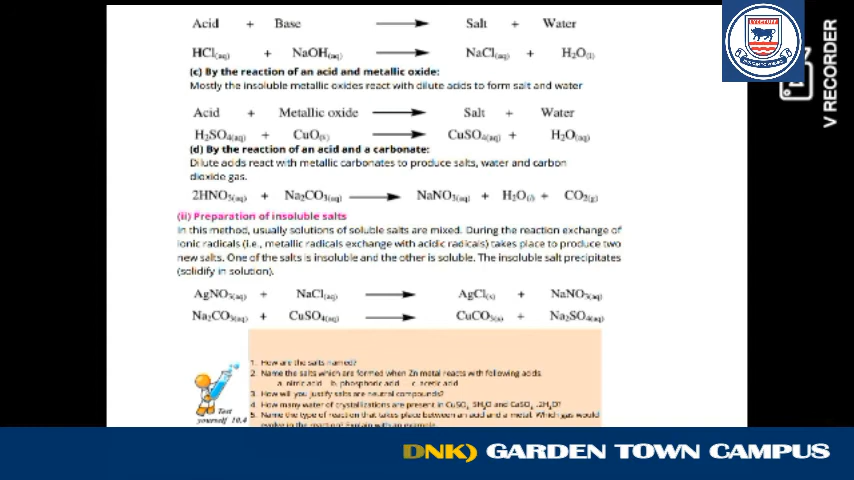 Acid + Base → Salt + Water
HCl(aq) + NaOH(aq) → NaCl(aq) + H₂O(l)
(c) By the reaction of an acid and metallic oxide:
Mostly the insoluble metallic oxides react with dilute acids to form salt and water
Acid + Metallic oxide → Salt + Water
H₂SO₄(aq) + CuO(s) → CuSO₄(aq) + H₂O(aq)
(d) By the reaction of an acid and a carbonate:
Dilute acids react with metallic carbonates to produce salts, water and carbon
dioxide gas.
2HNO₃(aq) + Na₂CO₃(aq) → NaNO₃(aq) + H₂O(l) + CO₂(g)
(ii) Preparation of insoluble salts
In this method, usually solutions of soluble salts are mixed. During the reaction exchange of
ionic radicals (i.e., metallic radicals exchange with acidic radicals) takes place to produce two
new salts. One of the salts is insoluble and the other is soluble. The insoluble salt precipitates
(solidify in solution).
AgNO₃(aq) + NaCl(aq) → AgCl(s) + NaNO₃(aq)
Na₂CO₃(aq) + CuSO₄(aq) → CuCO₃(s) + Na₂SO₄(aq)
1. How are the salts named?
2. Name the salts which are formed when Zn metal reacts with following acids
a. nitric acid b. phosphoric acid c. acetic acid
3. How will you justify salts are neutral compounds?
4. How many water of crystallizations are present in CuSO₄ .5H₂O and CaSO₄ .2H₂O?
5. Name the type of reaction that takes place between an acid and a metal. Which gas would
evolve in the reaction? Explain with an example.
Test
yourself 10.4
V RECORDER
DNK) GARDEN TOWN CAMPUS